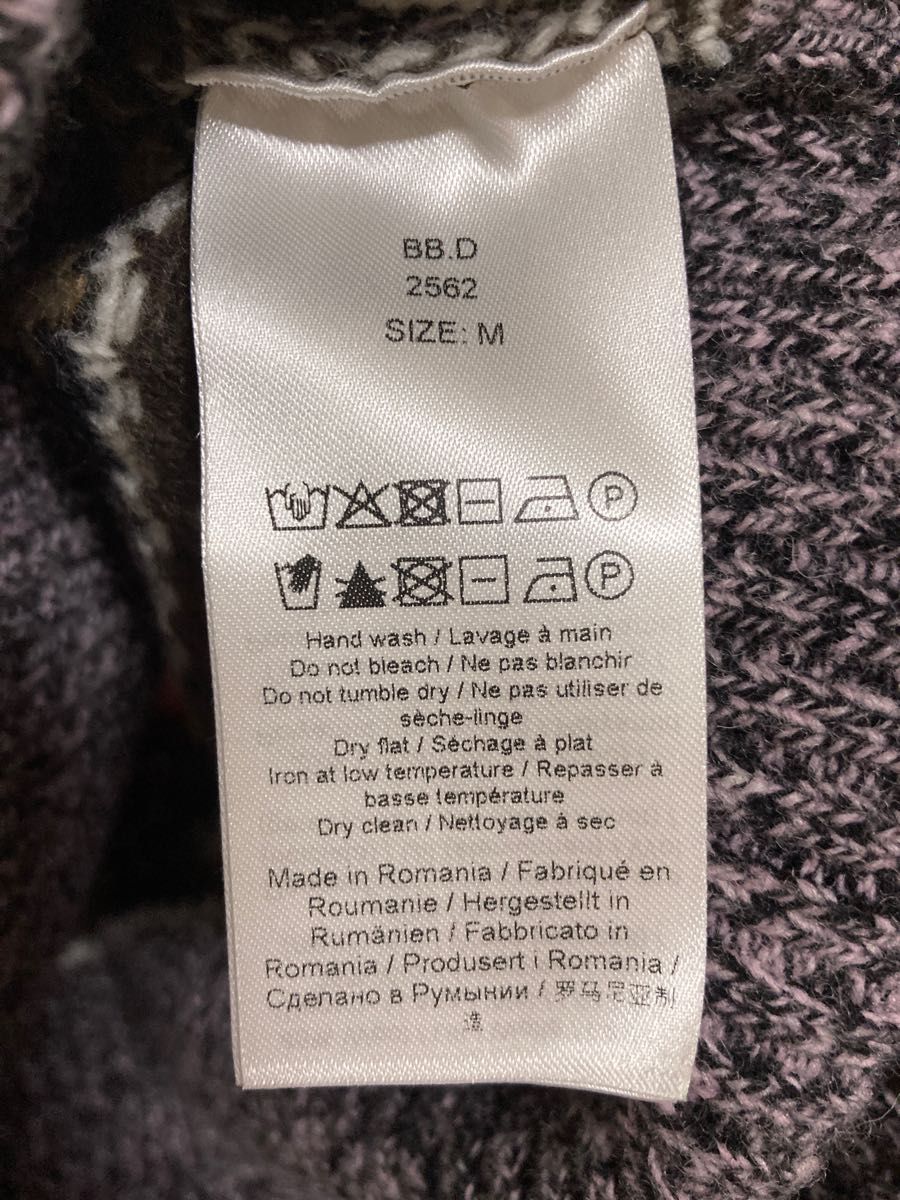 BB.D
2562
SIZE: M
P
P
Hand wash / Lavage à main
Do not bleach / Ne pas blanchir
Do not tumble dry / Ne pas utiliser de
sèche-linge
Dry flat / Séchage à plat
Iron at low temperature / Repasser à
basse température
Dry clean / Nettoyage à sec
Made in Romania / Fabriqué en
Roumanie / Hergestellt in
Rumänien / Fabbricato in
Romania / Produsert i Romania /
Сделано в Румынии / 罗马尼亚制
造